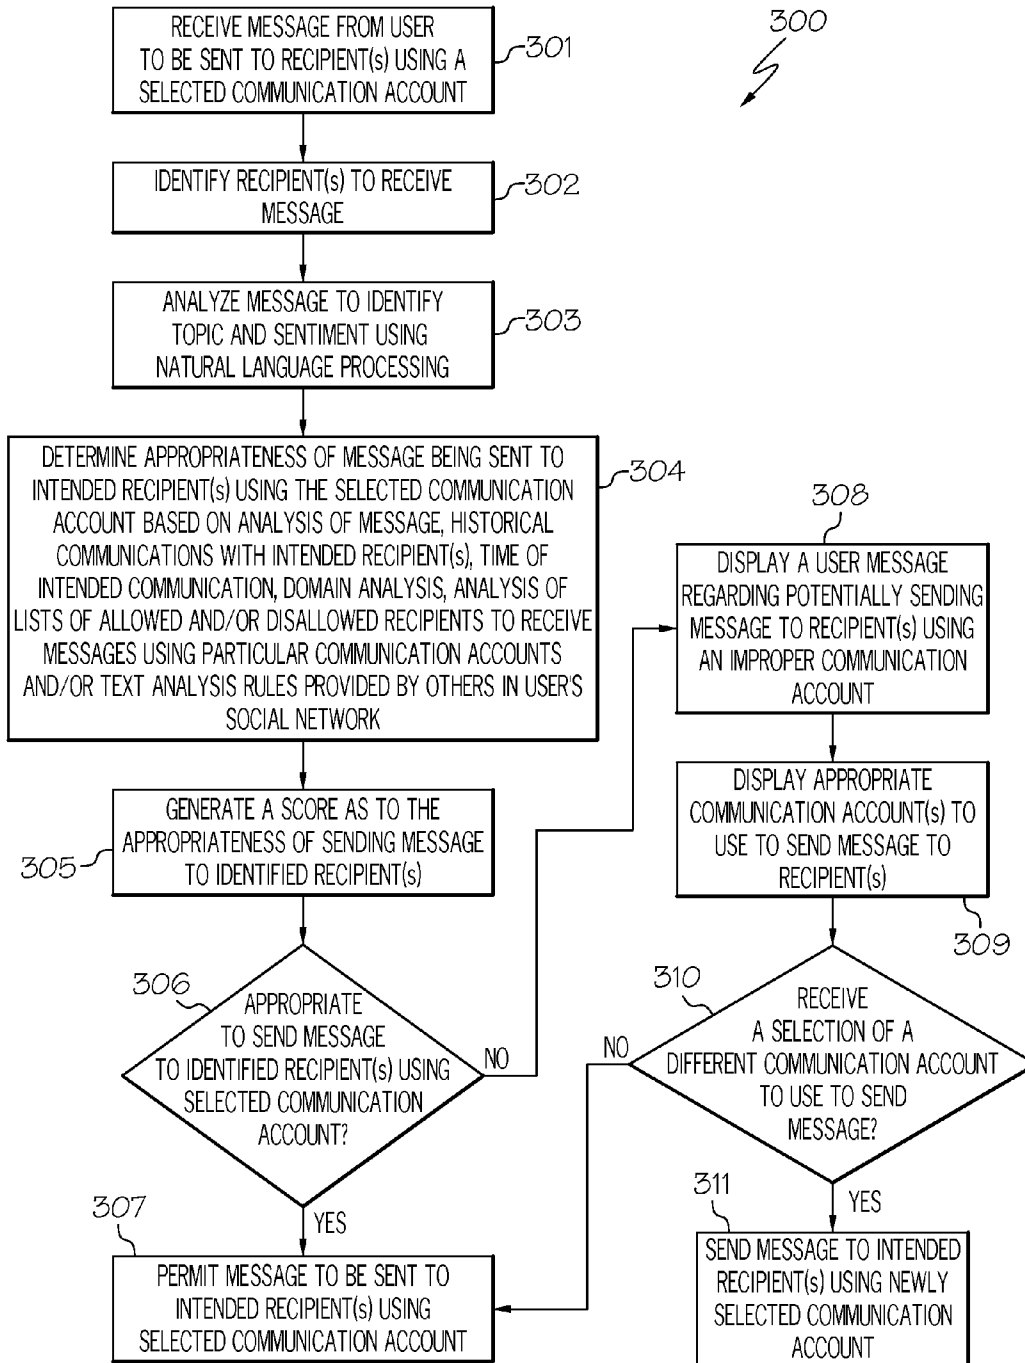 300
RECEIVE MESSAGE FROM USER
TO BE SENT TO RECIPIENT(s) USING A
SELECTED COMMUNICATION ACCOUNT
301
IDENTIFY RECIPIENT(s) TO RECEIVE
MESSAGE
302
ANALYZE MESSAGE TO IDENTIFY
TOPIC AND SENTIMENT USING
NATURAL LANGUAGE PROCESSING
303
DETERMINE APPROPRIATENESS OF MESSAGE BEING SENT TO
INTENDED RECIPIENT(s) USING THE SELECTED COMMUNICATION
ACCOUNT BASED ON ANALYSIS OF MESSAGE, HISTORICAL
COMMUNICATIONS WITH INTENDED RECIPIENT(s), TIME OF
INTENDED COMMUNICATION, DOMAIN ANALYSIS, ANALYSIS OF
LISTS OF ALLOWED AND/OR DISALLOWED RECIPIENTS TO RECEIVE
MESSAGES USING PARTICULAR COMMUNICATION ACCOUNTS
AND/OR TEXT ANALYSIS RULES PROVIDED BY OTHERS IN USER'S
SOCIAL NETWORK
304
GENERATE A SCORE AS TO THE
APPROPRIATENESS OF SENDING MESSAGE
TO IDENTIFIED RECIPIENT(s)
305
306
APPROPRIATE
TO SEND MESSAGE
TO IDENTIFIED RECIPIENT(s) USING
SELECTED COMMUNICATION
ACCOUNT?
NO
YES
307
PERMIT MESSAGE TO BE SENT TO
INTENDED RECIPIENT(s) USING
SELECTED COMMUNICATION ACCOUNT
308
DISPLAY A USER MESSAGE
REGARDING POTENTIALLY SENDING
MESSAGE TO RECIPIENT(s) USING
AN IMPROPER COMMUNICATION
ACCOUNT
DISPLAY APPROPRIATE
COMMUNICATION ACCOUNT(s) TO
USE TO SEND MESSAGE TO
RECIPIENT(s)
309
310
RECEIVE
A SELECTION OF A
DIFFERENT COMMUNICATION ACCOUNT
TO USE TO SEND
MESSAGE?
NO
YES
311
SEND MESSAGE TO INTENDED
RECIPIENT(s) USING NEWLY
SELECTED COMMUNICATION
ACCOUNT